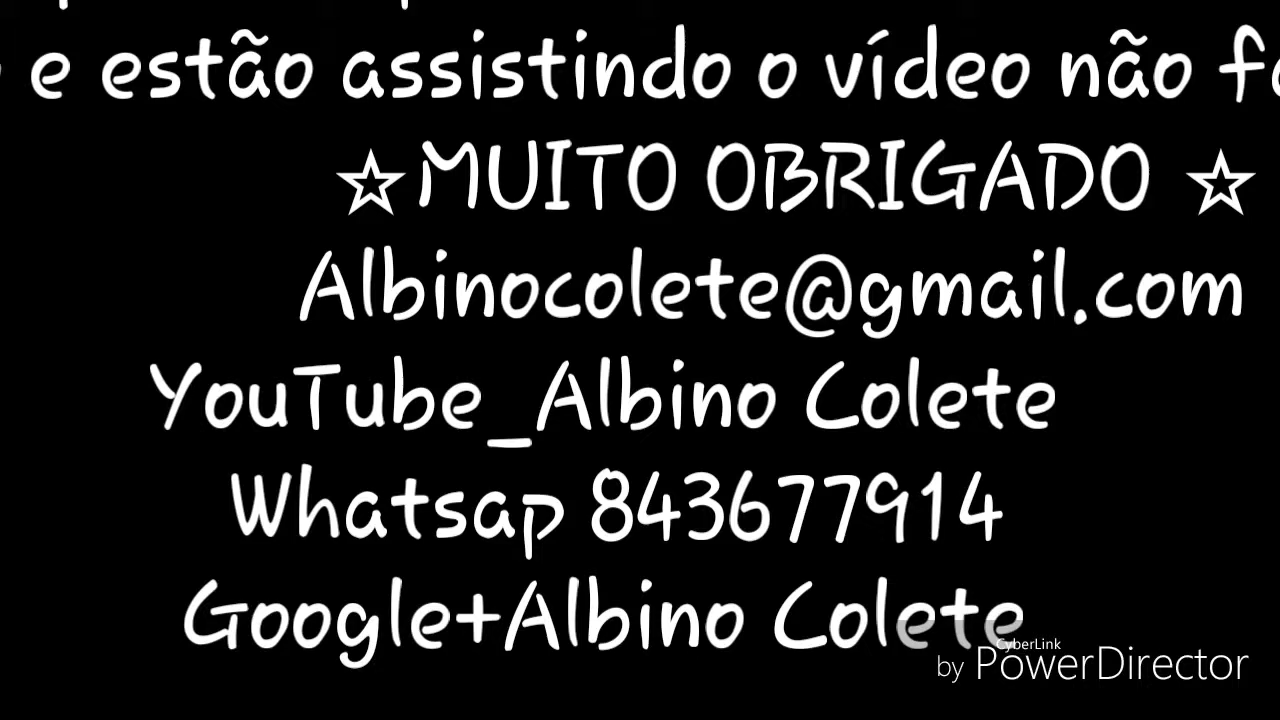 e estão assistindo o vídeo não
☆MUITO OBRIGADO ☆
Albinocolete@gmail.com
YouTube_Albino Colete
Whatsap 843677914
Google+Albino Colete
CyberLink
by PowerDirector